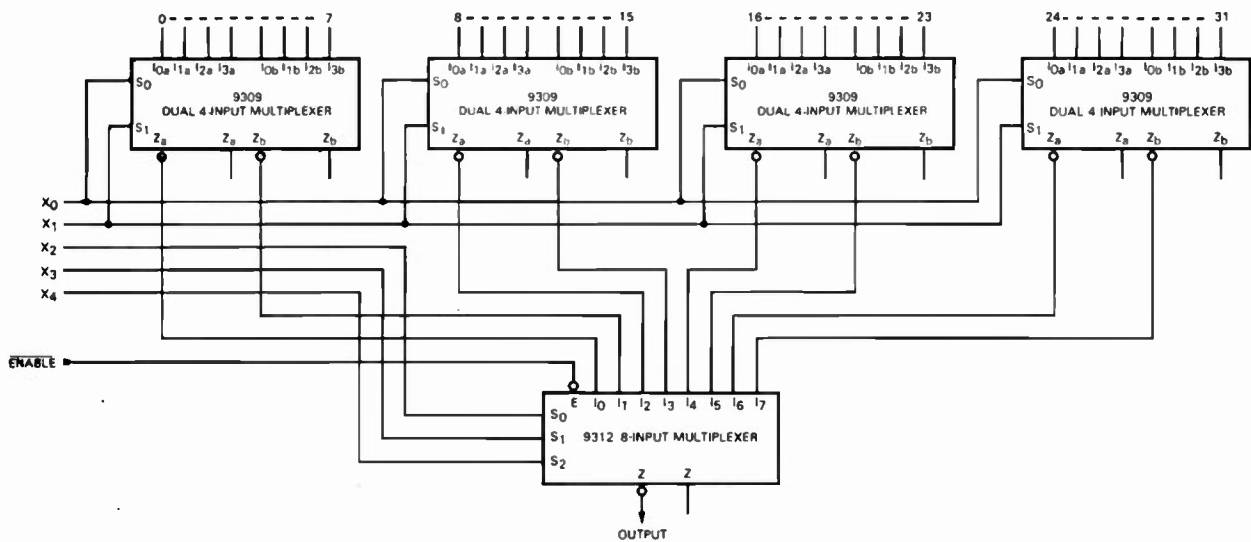 0 - - - - - - - - - - - - 7
8 - - - - - - - - - - - - 15
16 - - - - - - - - - - - - 23
24 - - - - - - - - - - - - 31
I0a I1a I2a I3a I0b I1b I2b I3b
I0a I1a I2a I3a I0b I1b I2b I3b
I0a I1a I2a I3a I0b I1b I2b I3b
I0a I1a I2a I3a I0b I1b I2b I3b
S0
S0
S0
S0
9309
DUAL 4-INPUT MULTIPLEXER
9309
DUAL 4-INPUT MULTIPLEXER
9309
DUAL 4-INPUT MULTIPLEXER
9309
DUAL 4-INPUT MULTIPLEXER
S1
S1
S1
S1
Za Za Zb Zb
Za Za Zb Zb
Za Za Zb Zb
Za Za Zb Zb
X0
X1
X2
X3
X4
ENABLE
E I0 I1 I2 I3 I4 I5 I6 I7
S0
S1
S2
9312 8-INPUT MULTIPLEXER
Z Z
OUTPUT